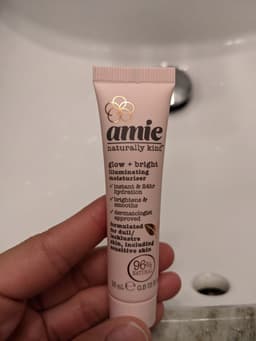 amie
naturally kind
glow + bright
illuminating
moisturiser
✓ instant & 24hr
hydration
✓ brightens &
smooths
✓ dermatologist
approved
formulated
for dull/
lacklustre
skin, including
sensitive skin
96%
NATURAL